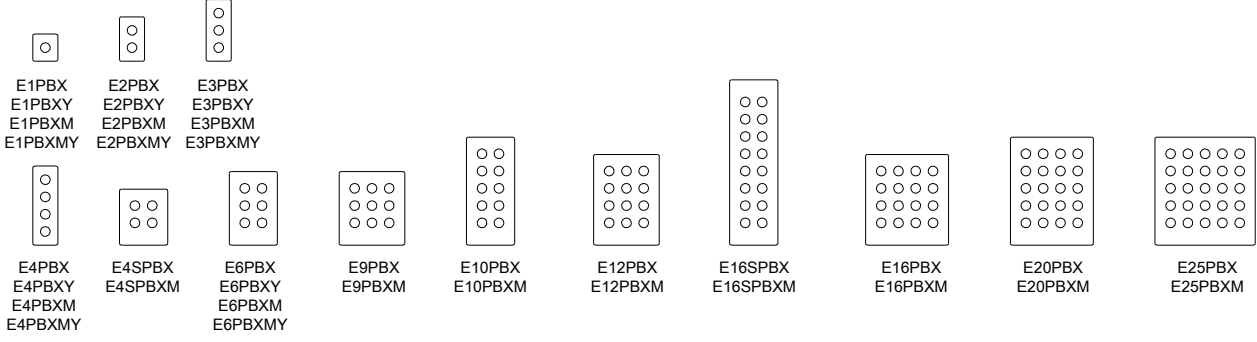 E1PBX
E1PBXY
E1PBXM
E1PBXMY
E2PBX
E2PBXY
E2PBXM
E2PBXMY
E3PBX
E3PBXY
E3PBXM
E3PBXMY
E4PBX
E4PBXY
E4PBXM
E4PBXMY
E4SPBX
E4SPBXM
E6PBX
E6PBXY
E6PBXM
E6PBXMY
E9PBX
E9PBXM
E10PBX
E10PBXM
E12PBX
E12PBXM
E16SPBX
E16SPBXM
E16PBX
E16PBXM
E20PBX
E20PBXM
E25PBX
E25PBXM